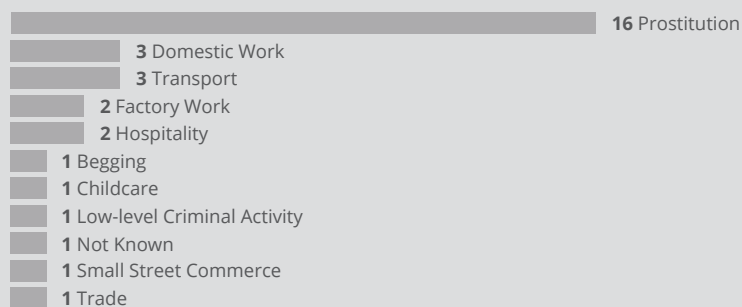 16 Prostitution
3 Domestic Work
3 Transport
2 Factory Work
2 Hospitality
1 Begging
1 Childcare
1 Low-level Criminal Activity
1 Not Known
1 Small Street Commerce
1 Trade